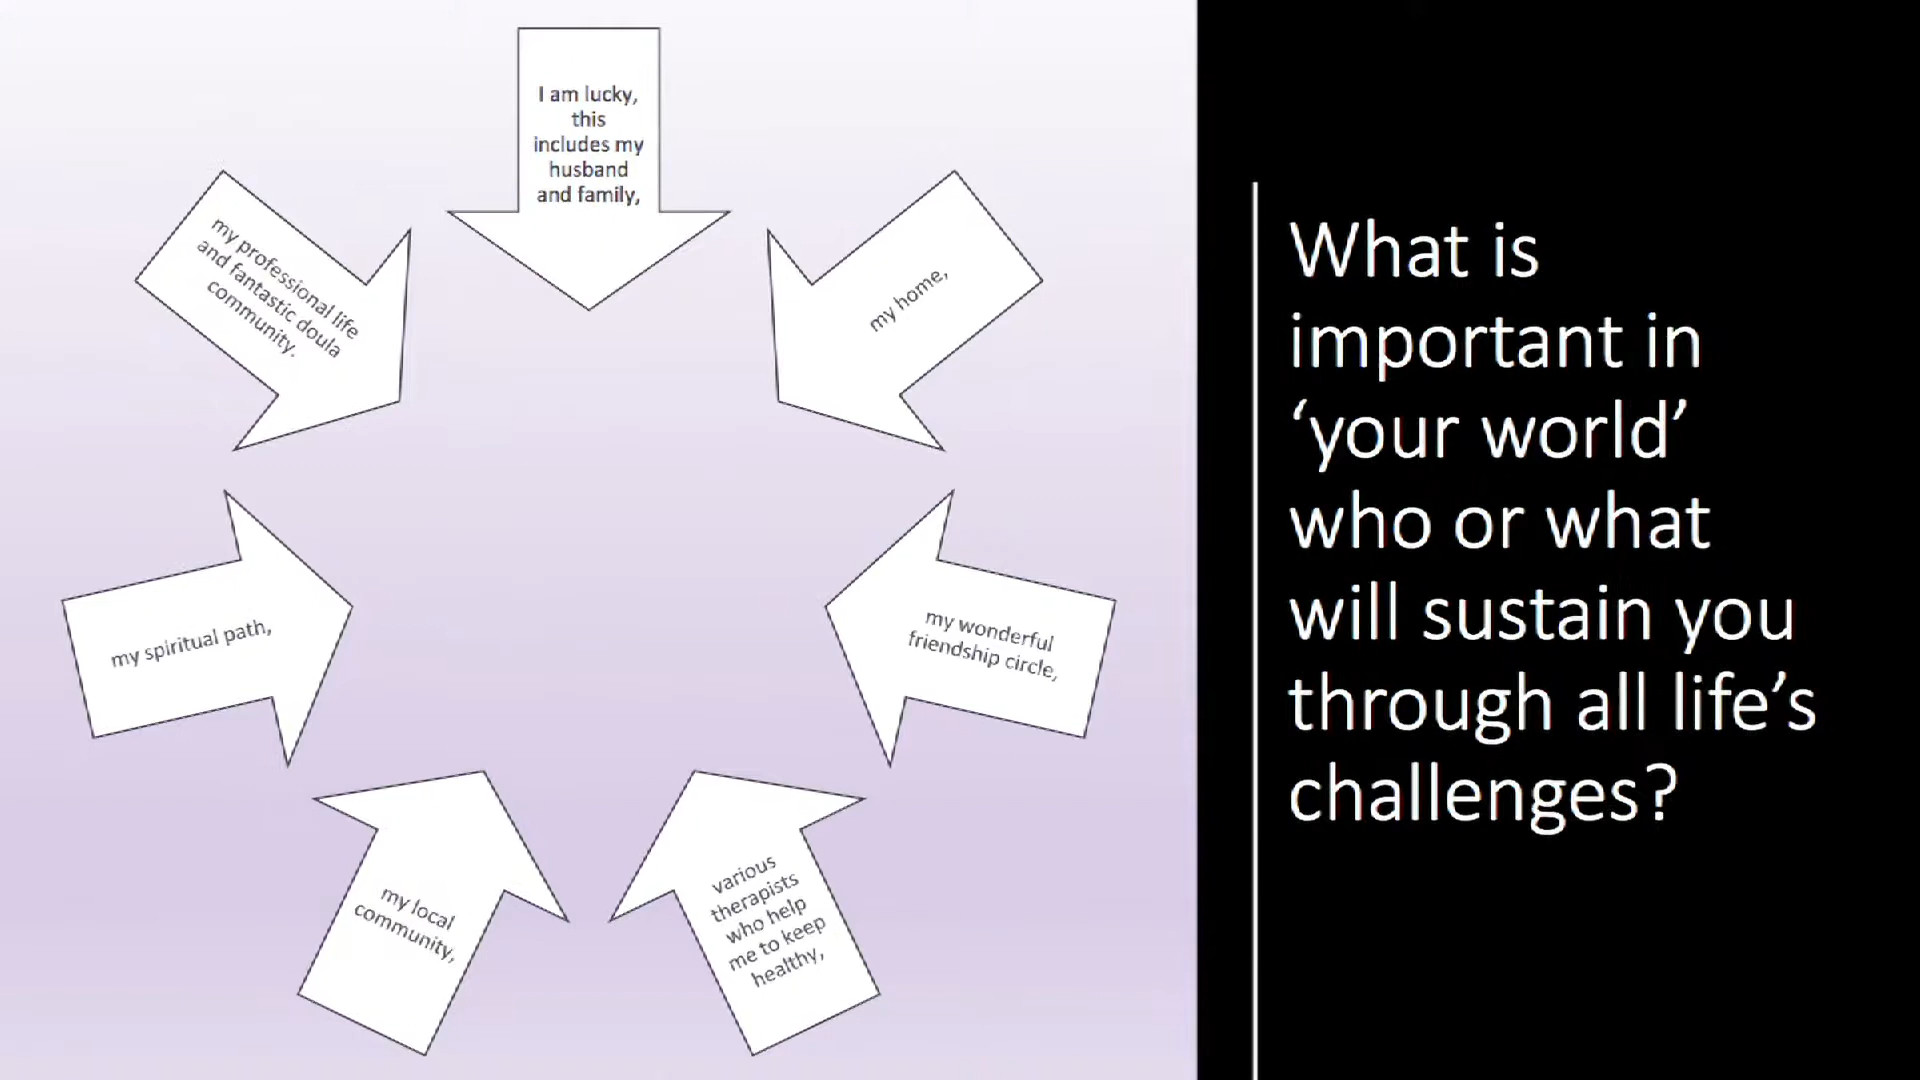 I am lucky,
this
includes my
husband
and family,
my home,
my wonderful
friendship circle,
various
therapists
who help
me to keep
healthy,
my local
community,
my spiritual path,
my professional life
and fantastic doula
community.
What is
important in
‘your world’
who or what
will sustain you
through all life’s
challenges?